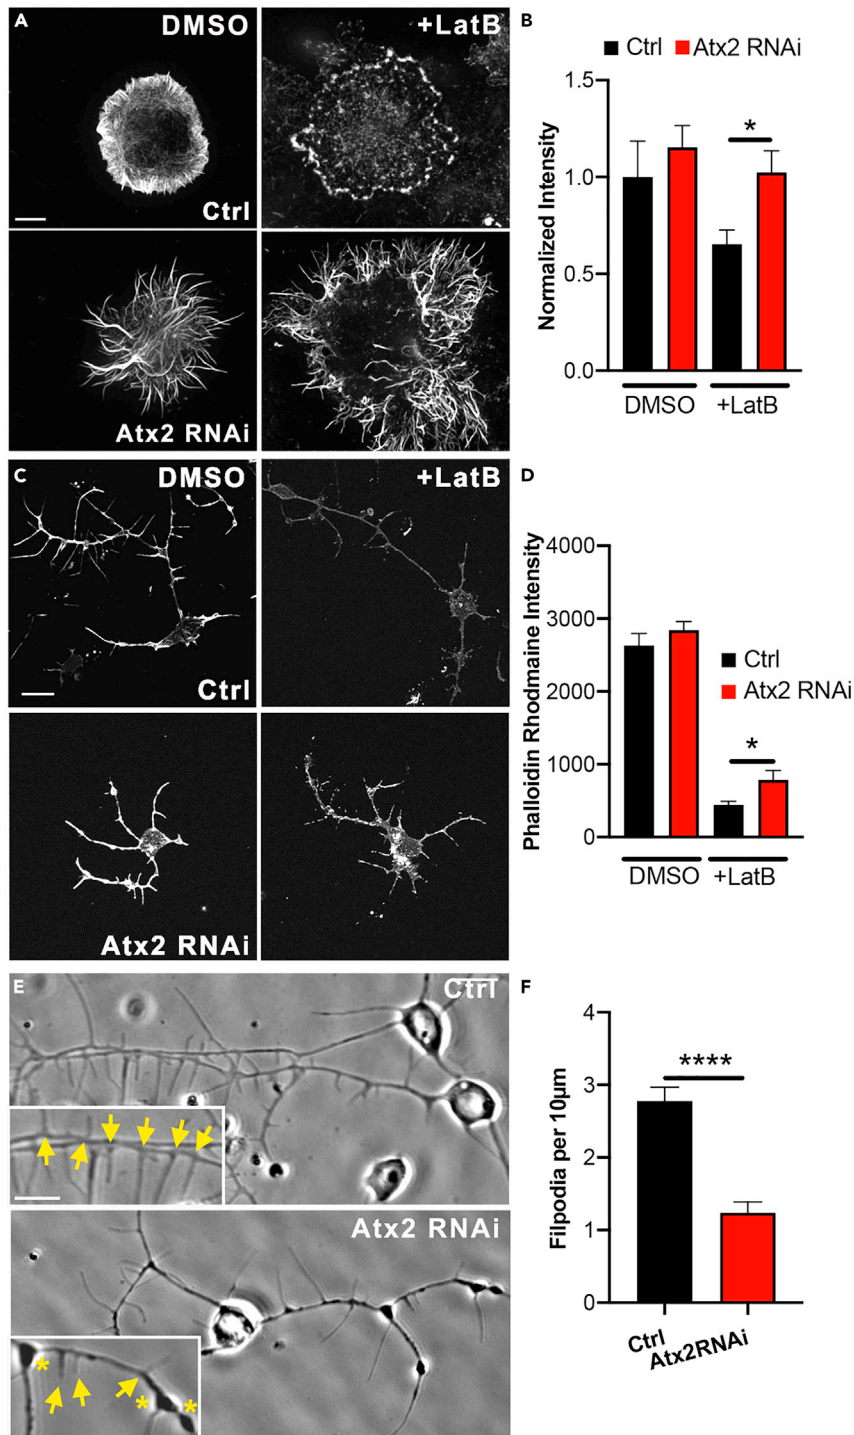 A
DMSO
+LatB
Ctrl
Atx2 RNAi
B
Ctrl
Atx2 RNAi
Normalized Intensity
1.5
1.0
0.5
0.0
*
DMSO
+LatB
C
DMSO
+LatB
Ctrl
Atx2 RNAi
D
Phalloidin Rhodmaine Intensity
4000
3000
2000
1000
0
Ctrl
Atx2 RNAi
*
DMSO
+LatB
E
Ctrl
Atx2 RNAi
*
*
*
F
Filpodia per 10μm
4
3
2
1
0
****
Ctrl
Atx2RNAi